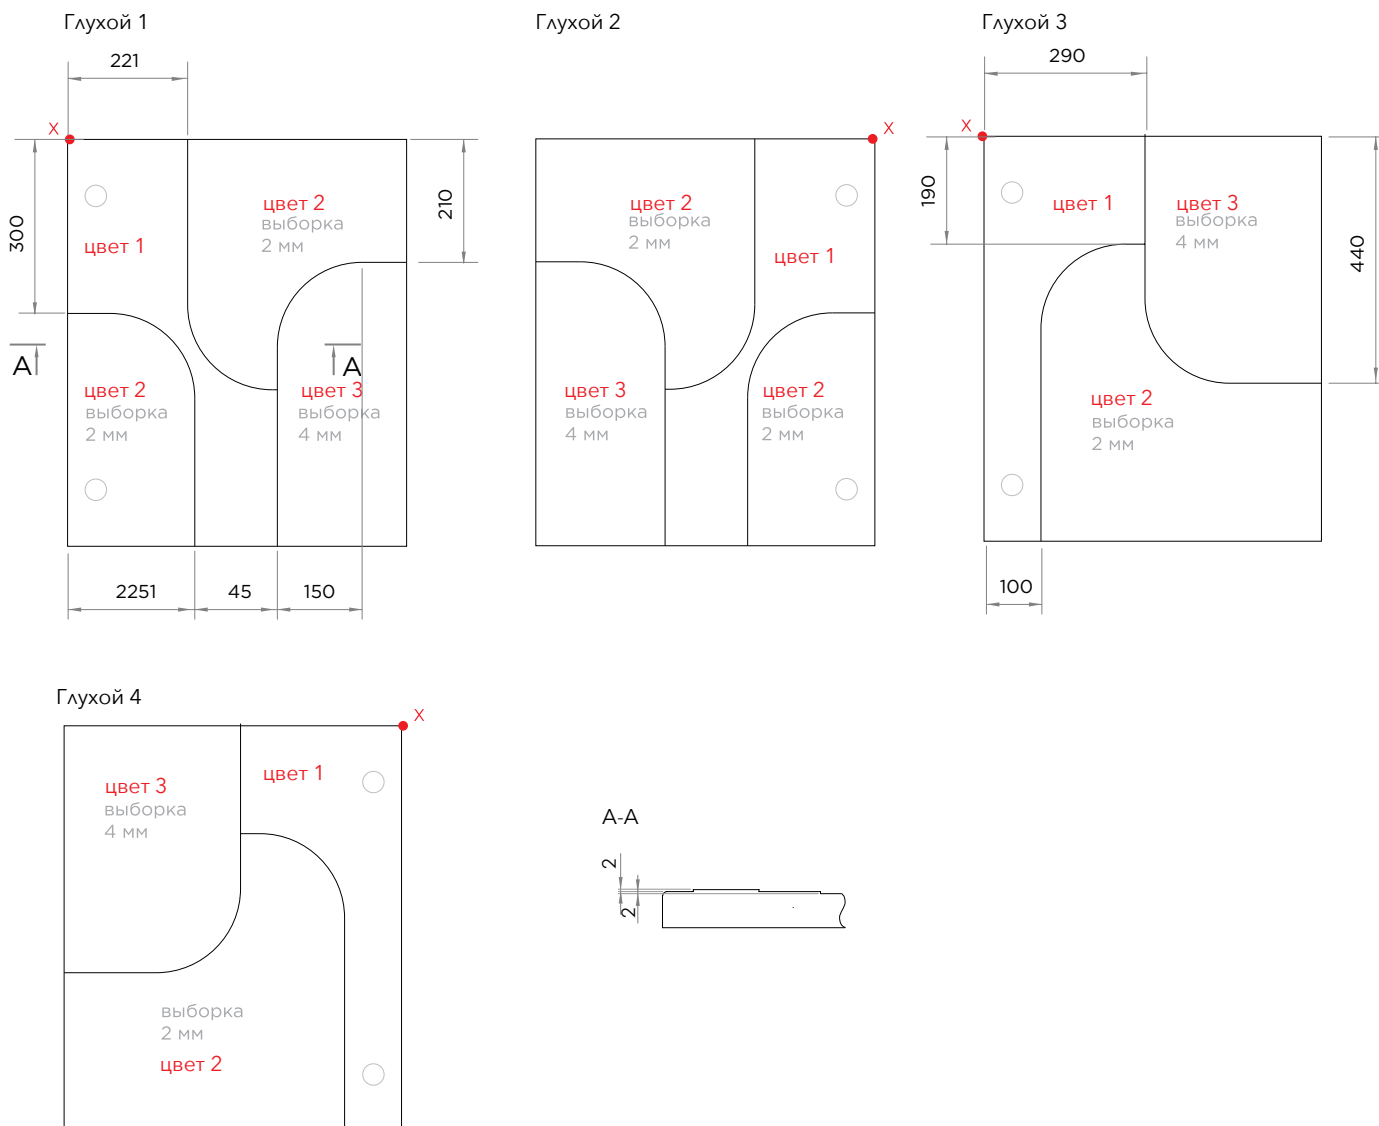 Глухой 1
Глухой 2
Глухой 3
221
290
X
X
X
300
210
190
440
цвет 2
выборка
2 мм
цвет 1
цвет 2
выборка
2 мм
цвет 1
цвет 1
цвет 3
выборка
4 мм
A
A
цвет 2
выборка
2 мм
цвет 3
выборка
4 мм
цвет 3
выборка
4 мм
цвет 2
выборка
2 мм
цвет 2
выборка
2 мм
2251
45
150
100
Глухой 4
X
цвет 3
выборка
4 мм
цвет 1
выборка
2 мм
цвет 2
A-A
2
2